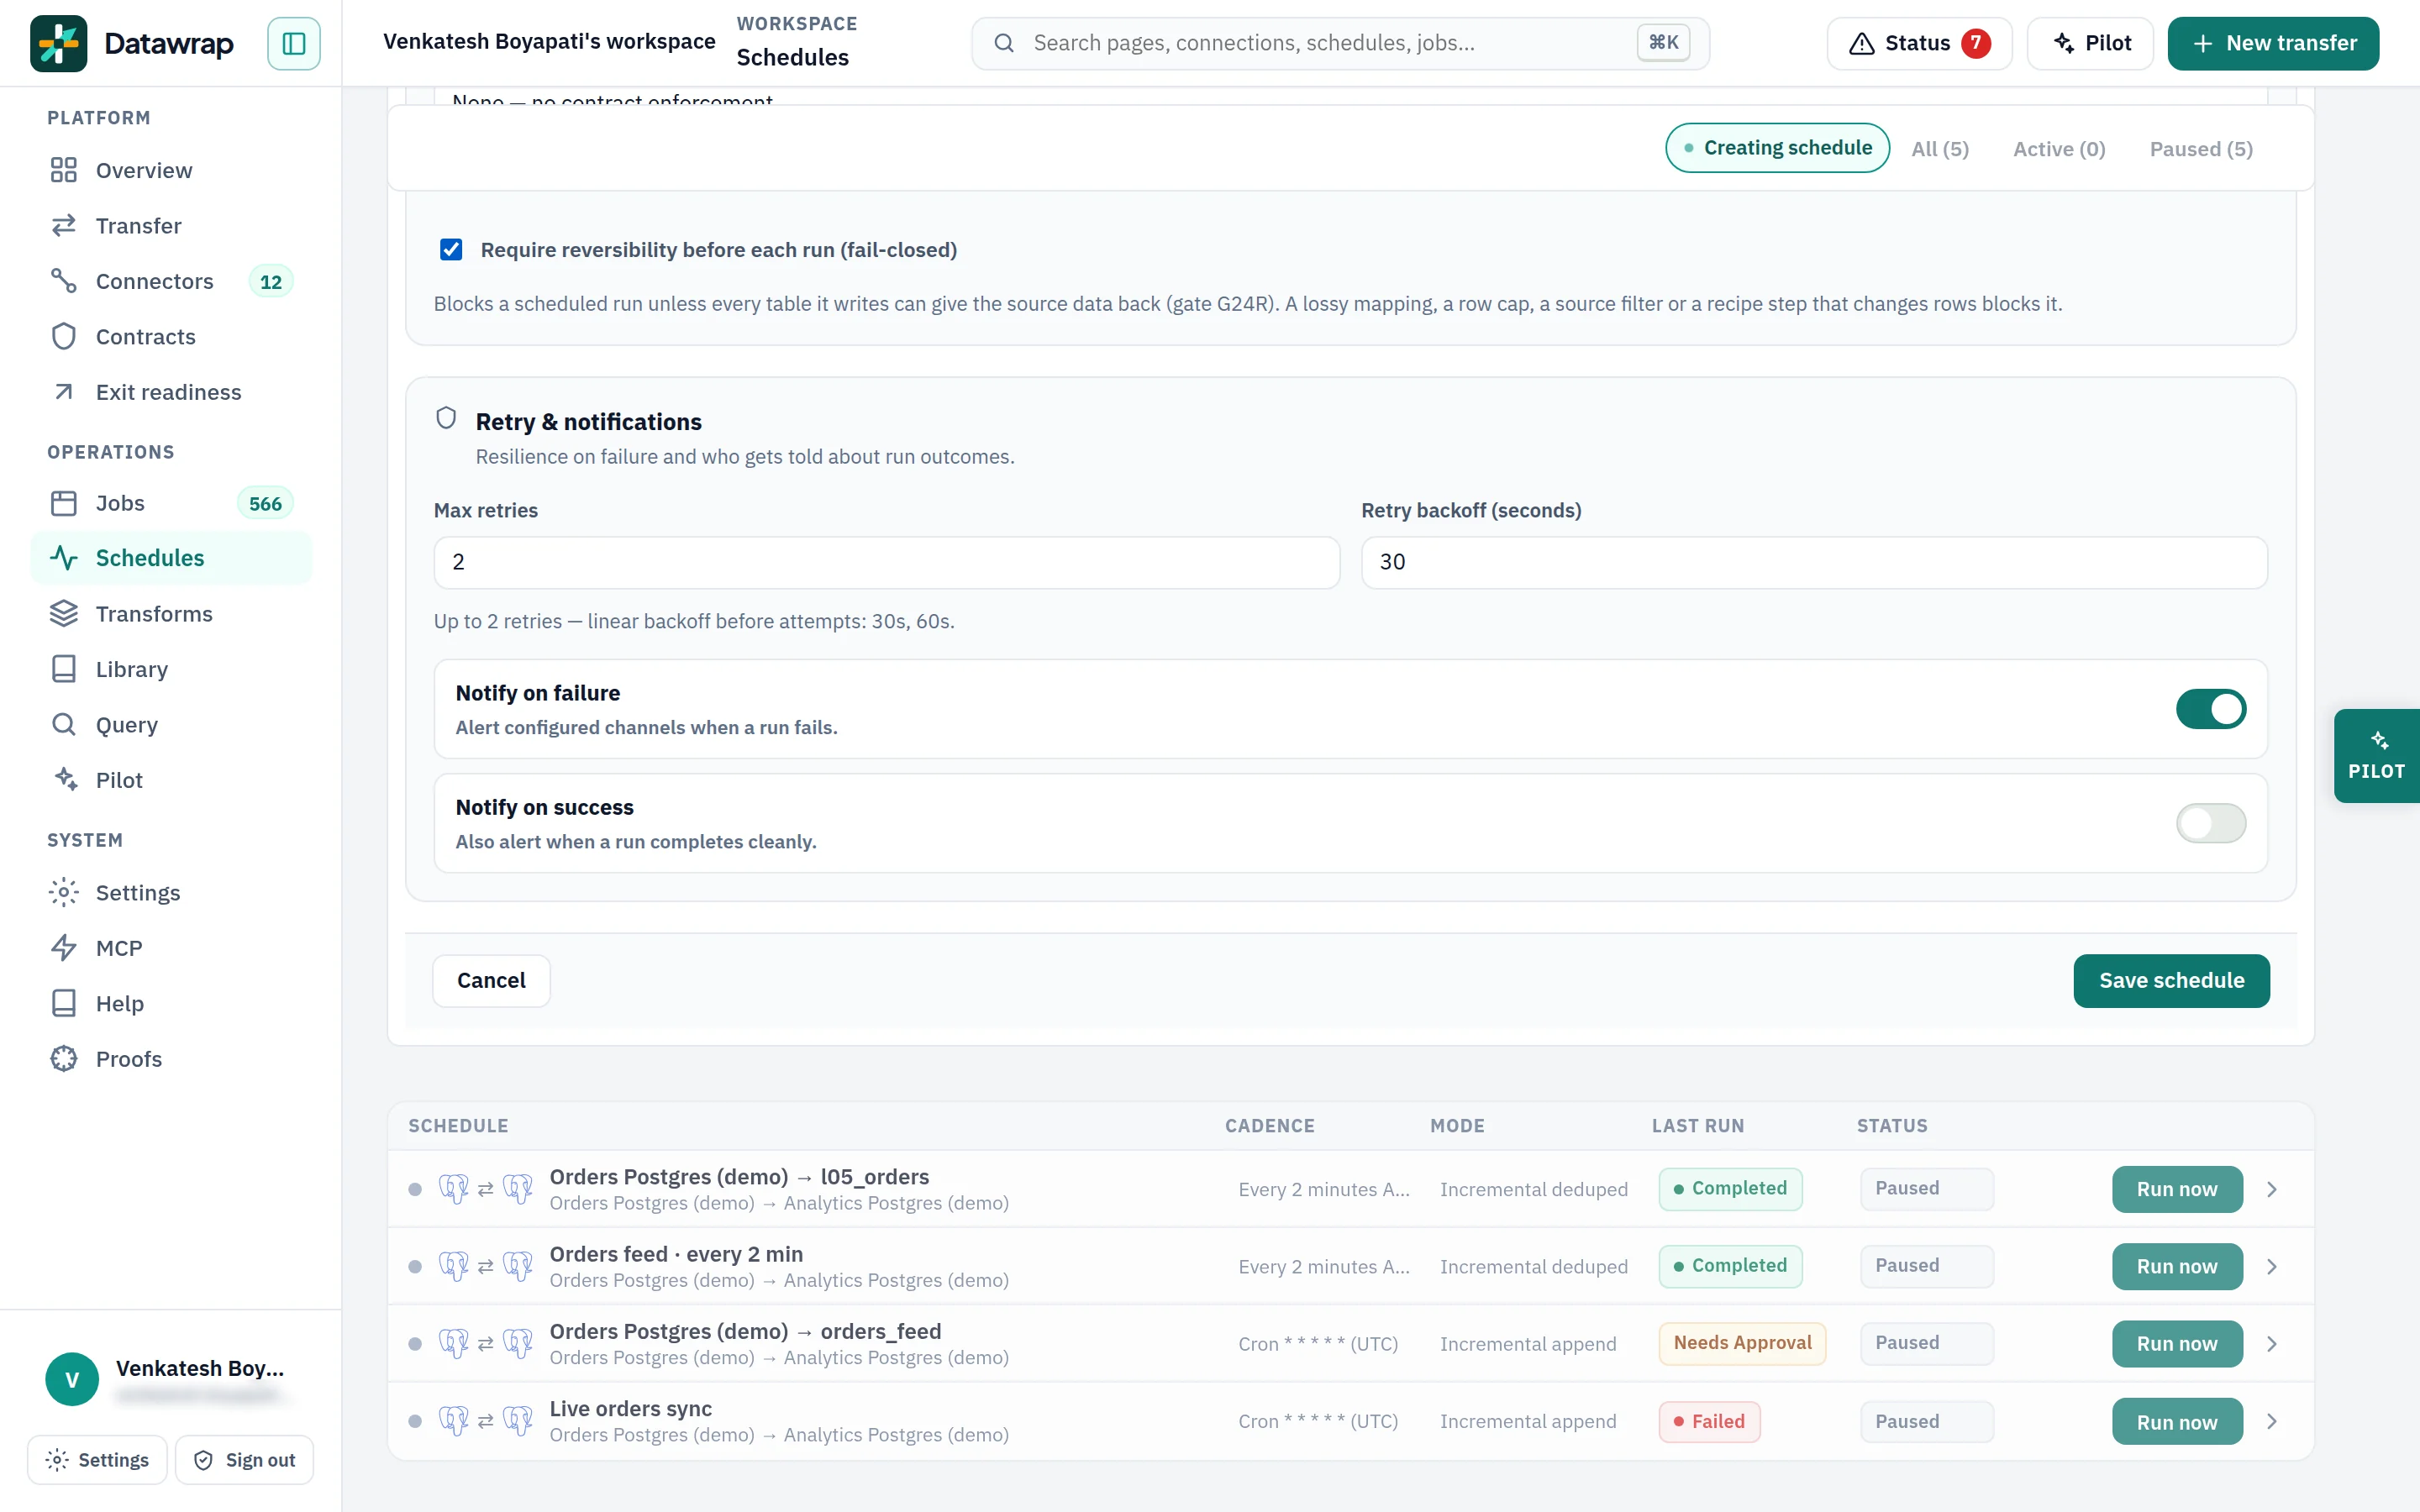 Datawrap
Venkatesh Boyapati's workspace
WORKSPACE
Schedules
Search pages, connections, schedules, jobs...
⌘K
Status 7
Pilot
New transfer
PLATFORM
Overview
Transfer
Connectors 12
Contracts
Exit readiness
OPERATIONS
Jobs 566
Schedules
Transforms
Library
Query
Pilot
SYSTEM
Settings
MCP
Help
Proofs
Venkatesh Boy...
Settings
Sign out
None — no contract enforcement
Creating schedule
All (5)
Active (0)
Paused (5)
Require reversibility before each run (fail-closed)
Blocks a scheduled run unless every table it writes can give the source data back (gate G24R). A lossy mapping, a row cap, a source filter or a recipe step that changes rows blocks it.
Retry & notifications
Resilience on failure and who gets told about run outcomes.
Max retries
Retry backoff (seconds)
2
30
Up to 2 retries — linear backoff before attempts: 30s, 60s.
Notify on failure
Alert configured channels when a run fails.
Notify on success
Also alert when a run completes cleanly.
Cancel
Save schedule
PILOT
SCHEDULE CADENCE MODE LAST RUN STATUS
Orders Postgres (demo) → l05_orders
Orders Postgres (demo) → Analytics Postgres (demo)
Every 2 minutes A... Incremental deduped Completed Paused Run now
Orders feed · every 2 min
Orders Postgres (demo) → Analytics Postgres (demo)
Every 2 minutes A... Incremental deduped Completed Paused Run now
Orders Postgres (demo) → orders_feed
Orders Postgres (demo) → Analytics Postgres (demo)
Cron * * * * * (UTC) Incremental append Needs Approval Paused Run now
Live orders sync
Orders Postgres (demo) → Analytics Postgres (demo)
Cron * * * * * (UTC) Incremental append Failed Paused Run now